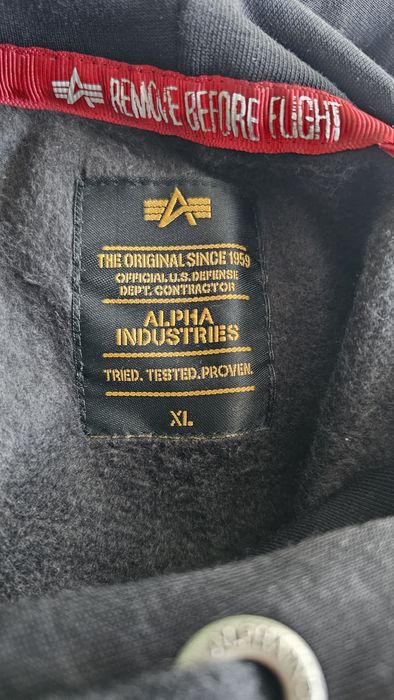 REMOVE BEFORE FLIGHT
THE ORIGINAL SINCE 1959
OFFICIAL U.S. DEFENSE
DEPT. CONTRACTOR
ALPHA
INDUSTRIES
TRIED. TESTED. PROVEN.
XL